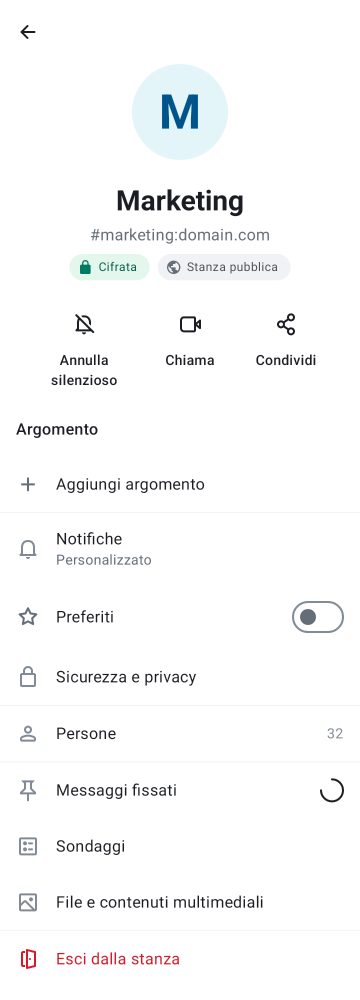 M
Marketing
#marketing:domain.com
Cifrata
Stanza pubblica
Annulla
silenzioso
Chiama
Condividi
Argomento
Aggiungi argomento
Notifiche
Personalizzato
Preferiti
Sicurezza e privacy
Persone 32
Messaggi fissati
Sondaggi
File e contenuti multimediali
Esci dalla stanza